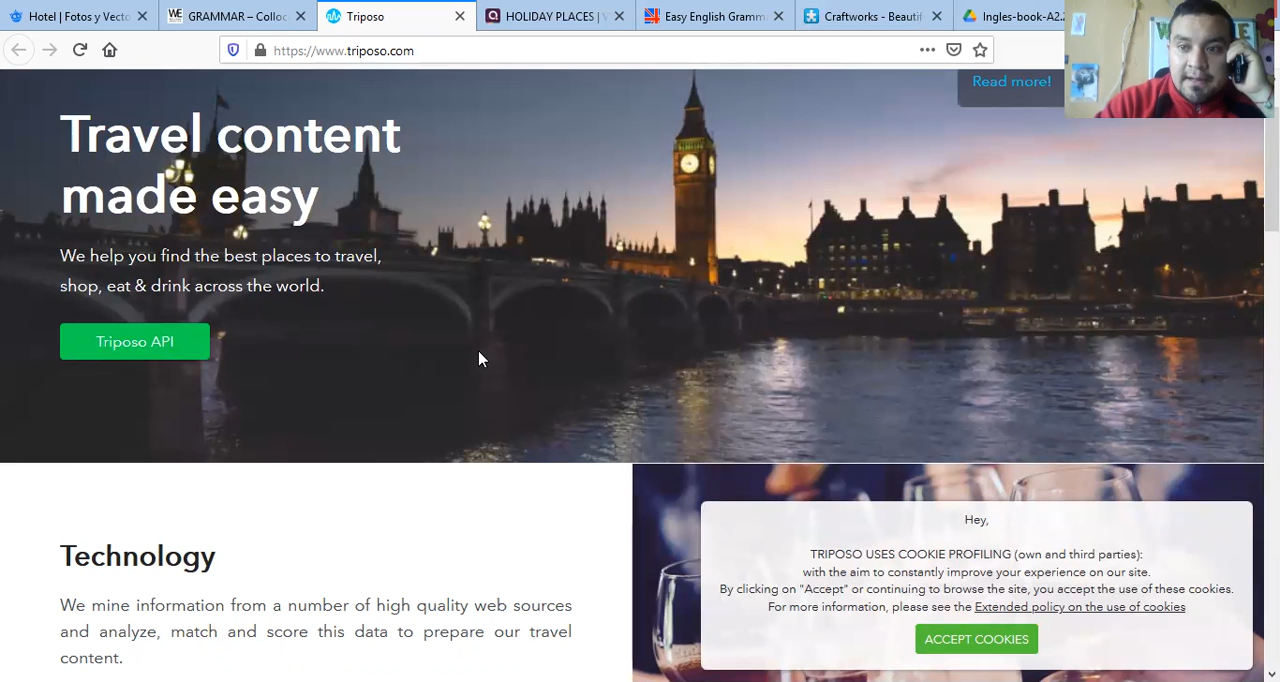 Hotel | Fotos y Vecto
GRAMMAR – Colloc
Triposo
HOLIDAY PLACES | V
Easy English Gramm
Craftworks - Beautif
Ingles-book-A2.
https://www.triposo.com
Read more!
Travel content
made easy
We help you find the best places to travel,
shop, eat & drink across the world.
Triposo API
Technology
We mine information from a number of high quality web sources
and analyze, match and score this data to prepare our travel
content.
Hey,
TRIPOSO USES COOKIE PROFILING (own and third parties):
with the aim to constantly improve your experience on our site.
By clicking on "Accept" or continuing to browse the site, you accept the use of these cookies.
For more information, please see the Extended policy on the use of cookies
ACCEPT COOKIES